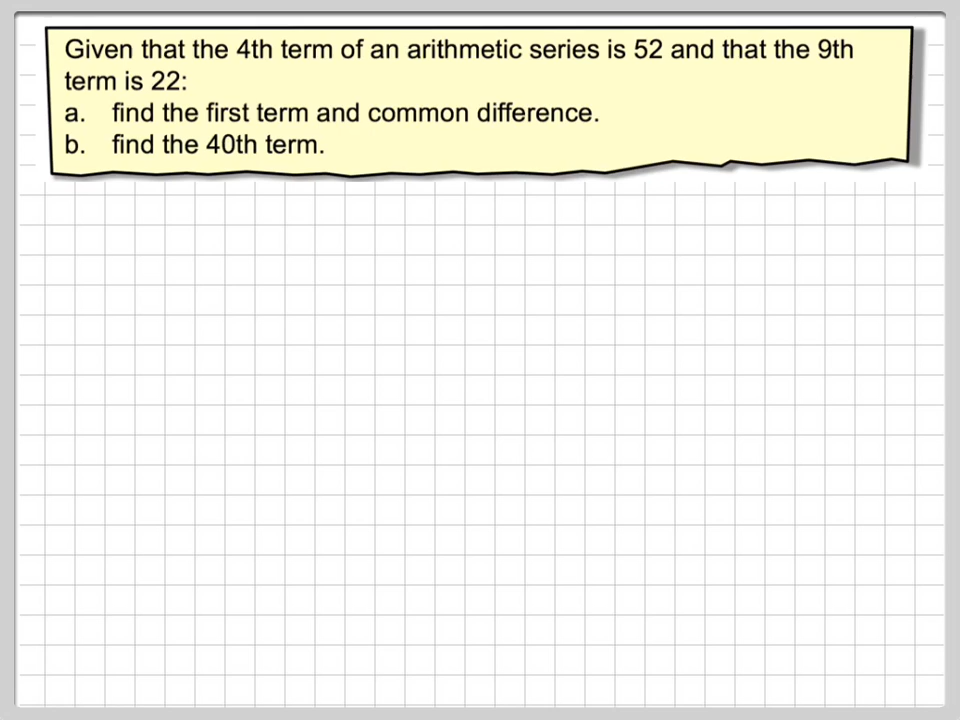 Given that the 4th term of an arithmetic series is 52 and that the 9th
term is 22:
a. find the first term and common difference.
b. find the 40th term.